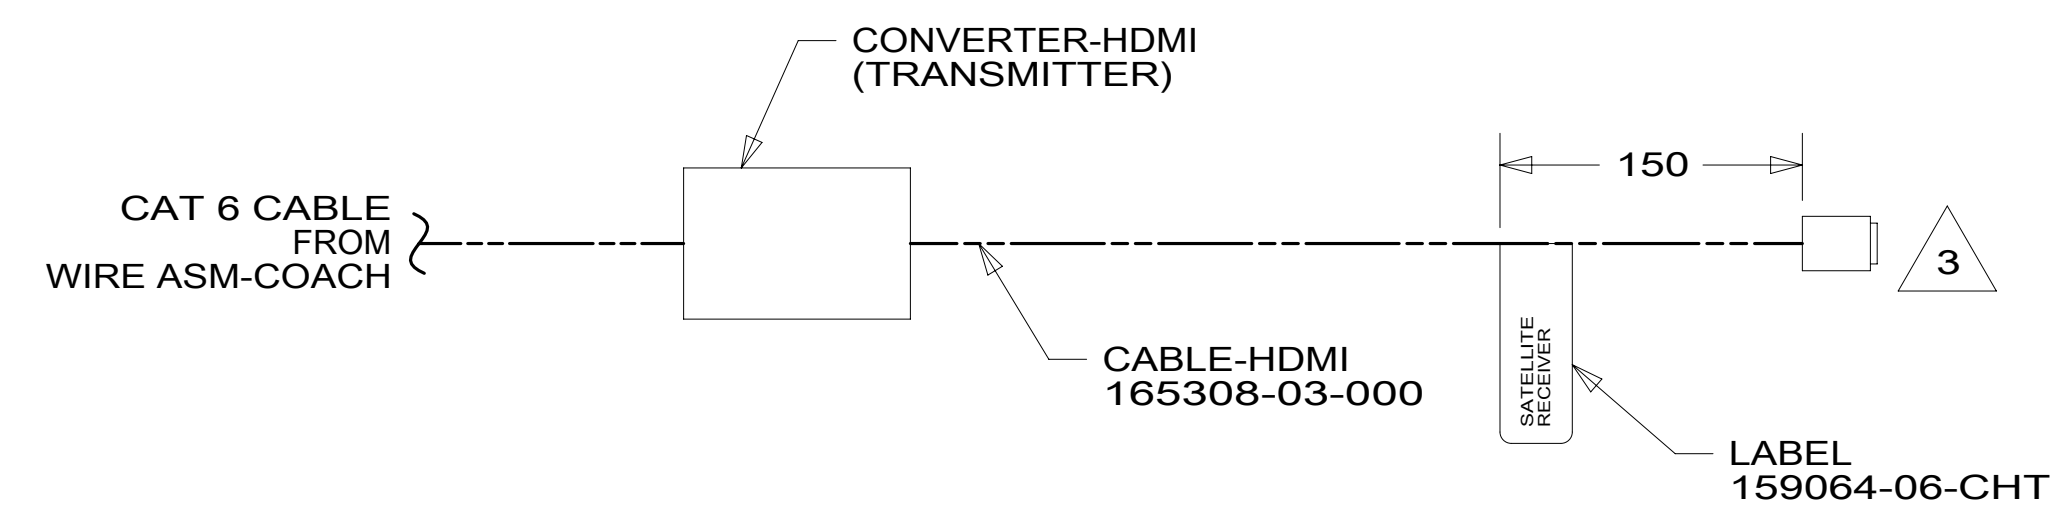 CONVERTER-HDMI
(TRANSMITTER)
150
CAT 6 CABLE
FROM
WIRE ASM-COACH
3
CABLE-HDMI
165308-03-000
SATELLITE
RECEIVER
LABEL
159064-06-CHT